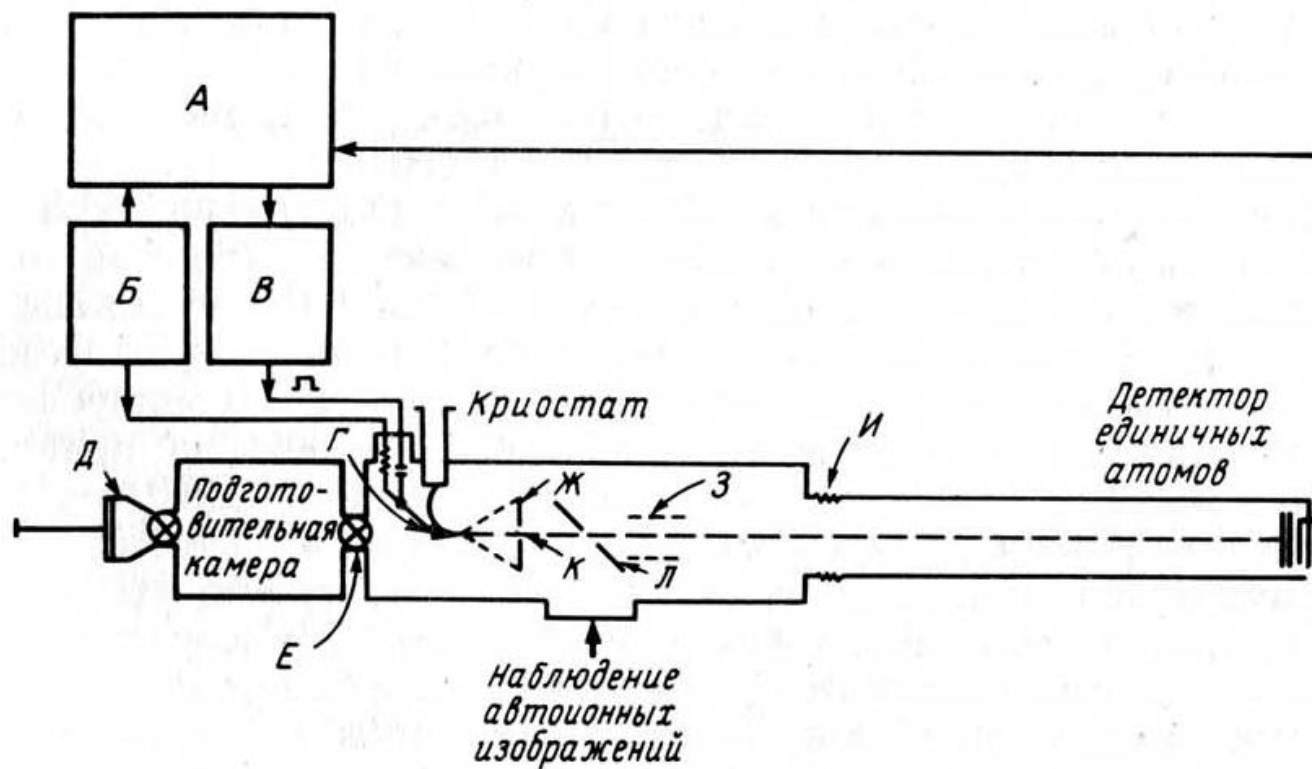 А
Б
В
Криостат
Г
Д
Подгото-
вительная
камера
Е
Ж
З
И
К
Л
Детектор
единичных
атомов
Наблюдение
автоионных
изображений